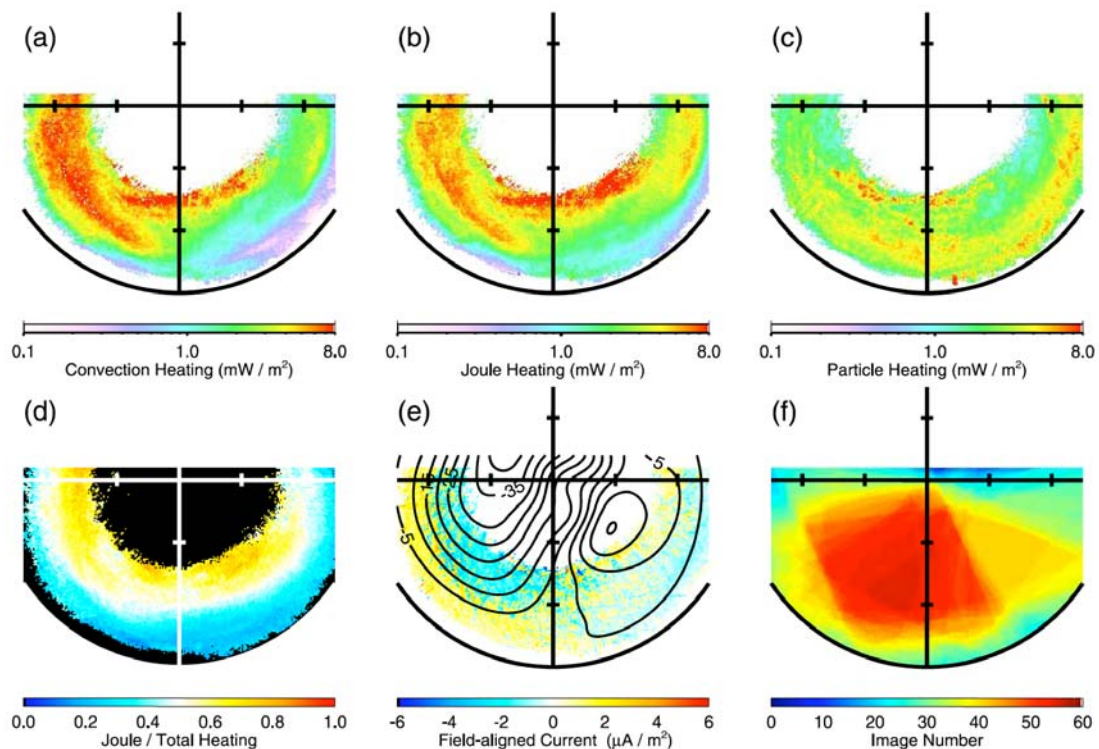 (a) (b) (c)
0.1 1.0 8.0 0.1 1.0 8.0 0.1 1.0 8.0
Convection Heating (mW / m²) Joule Heating (mW / m²) Particle Heating (mW / m²)
(d) (e) (f)
-5
-15 -25 -35
-5
0.0 0.2 0.4 0.6 0.8 1.0 -6 -4 -2 0 2 4 6 0 10 20 30 40 50 60
Joule / Total Heating Field-aligned Current (μA / m²) Image Number